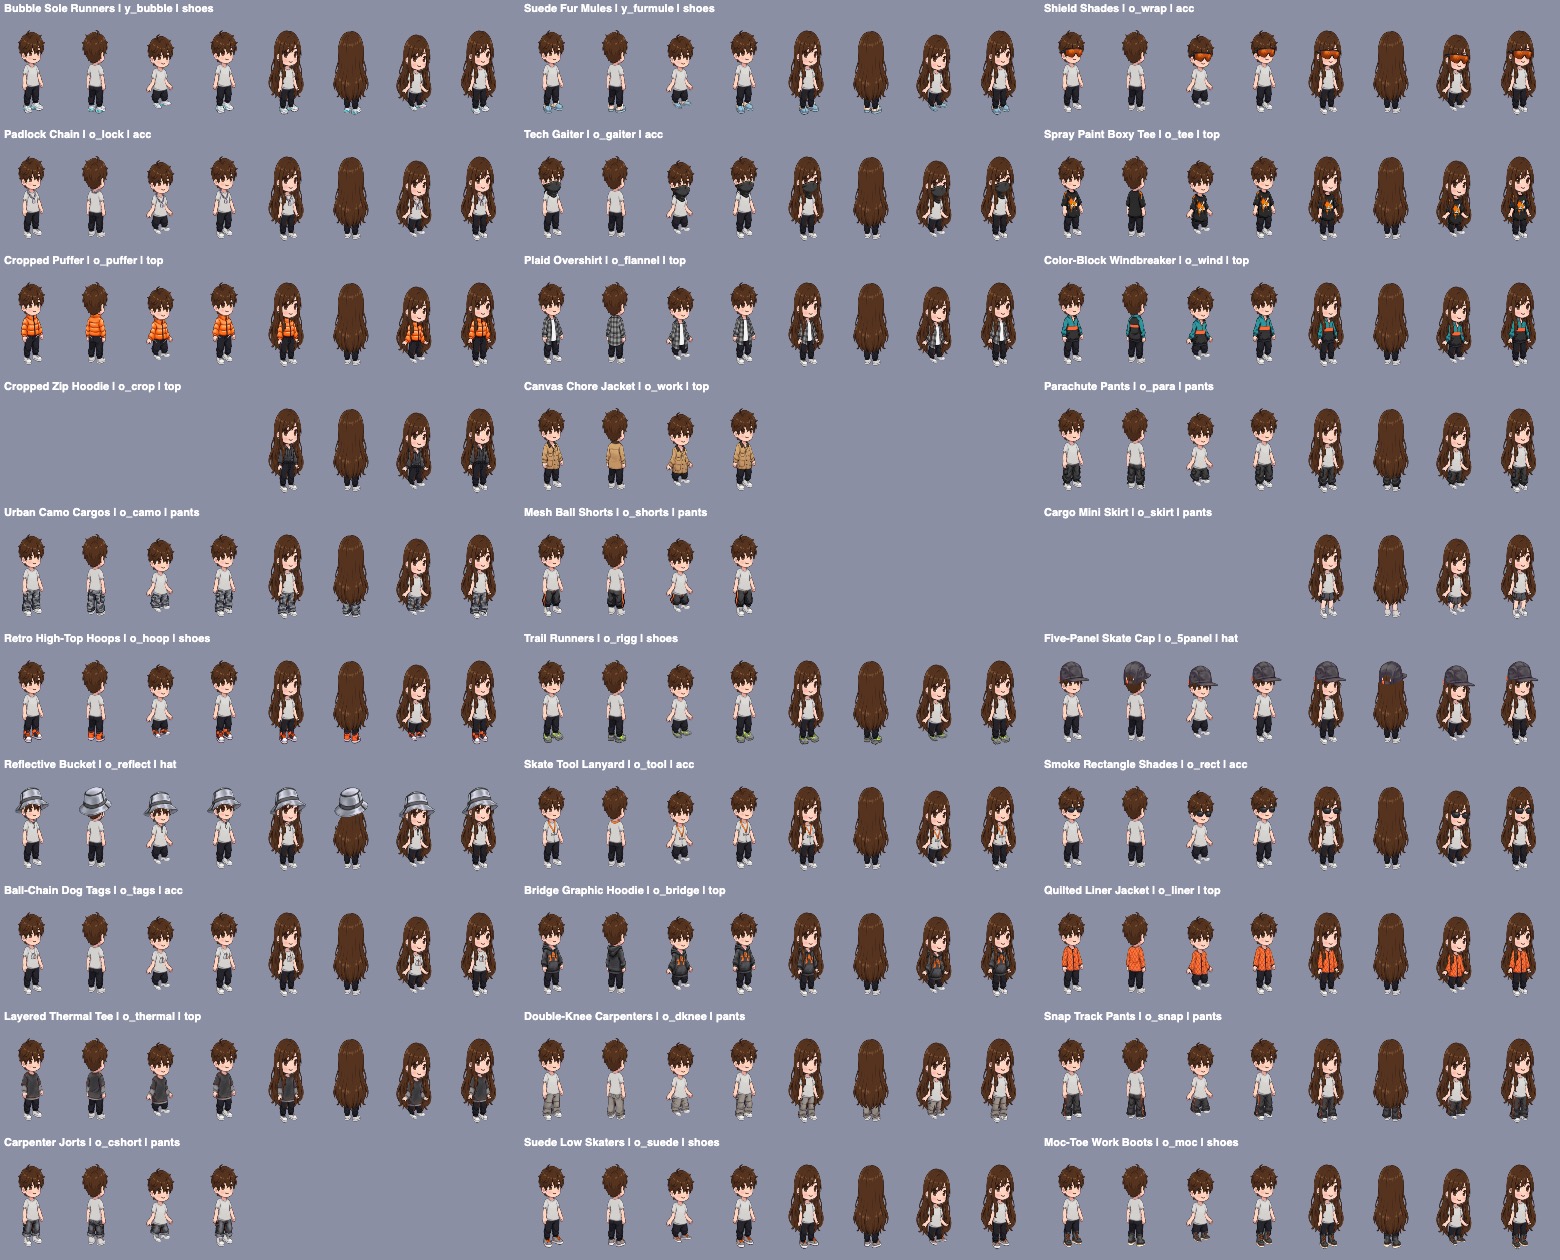 Bubble Sole Runners | y_bubble | shoes
Suede Fur Mules | y_furmule | shoes
Shield Shades | o_wrap | acc
Padlock Chain | o_lock | acc
Tech Gaiter | o_gaiter | acc
Spray Paint Boxy Tee | o_tee | top
Cropped Puffer | o_puffer | top
Plaid Overshirt | o_flannel | top
Color-Block Windbreaker | o_wind | top
Cropped Zip Hoodie | o_crop | top
Canvas Chore Jacket | o_work | top
Parachute Pants | o_para | pants
Urban Camo Cargos | o_camo | pants
Mesh Ball Shorts | o_shorts | pants
Cargo Mini Skirt | o_skirt | pants
Retro High-Top Hoops | o_hoop | shoes
Trail Runners | o_rigg | shoes
Five-Panel Skate Cap | o_5panel | hat
Reflective Bucket | o_reflect | hat
Skate Tool Lanyard | o_tool | acc
Smoke Rectangle Shades | o_rect | acc
Ball-Chain Dog Tags | o_tags | acc
Bridge Graphic Hoodie | o_bridge | top
Quilted Liner Jacket | o_liner | top
Layered Thermal Tee | o_thermal | top
Double-Knee Carpenters | o_dknee | pants
Snap Track Pants | o_snap | pants
Carpenter Jorts | o_cshort | pants
Suede Low Skaters | o_suede | shoes
Moc-Toe Work Boots | o_moc | shoes